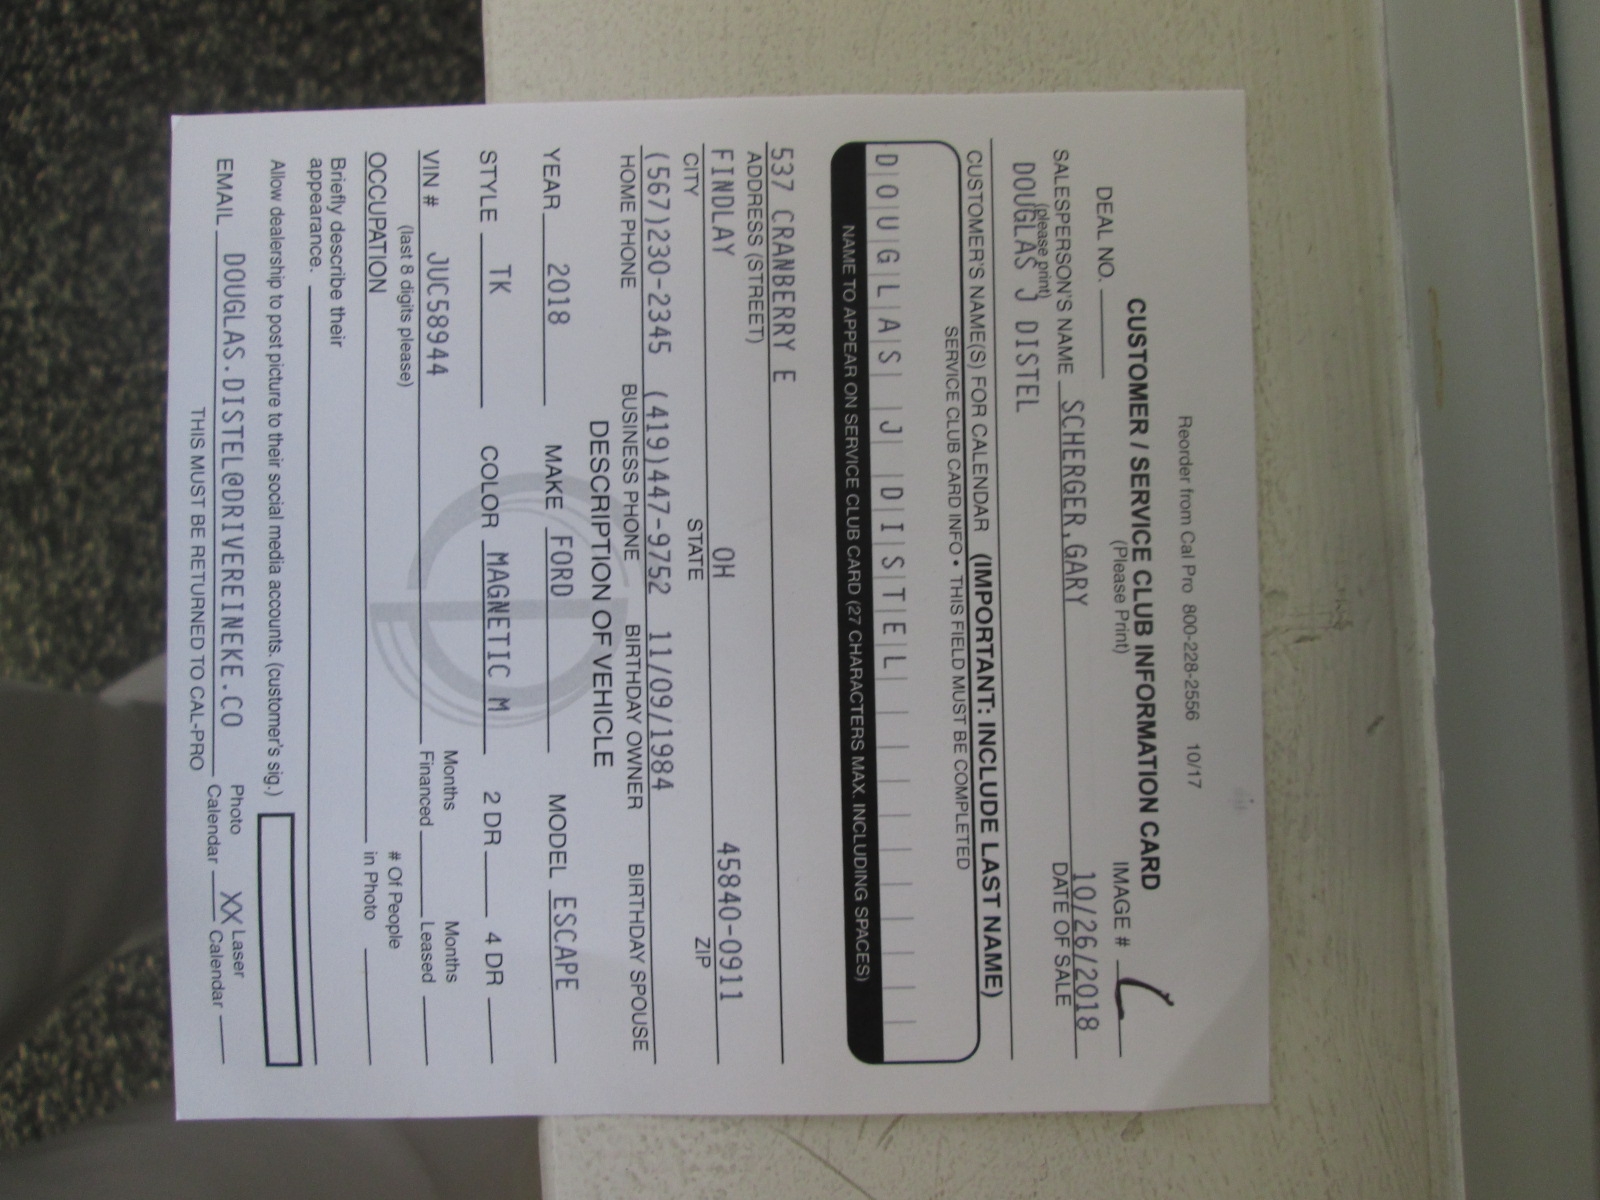 Reorder from Cal Pro 800-228-2556 10/17
CUSTOMER / SERVICE CLUB INFORMATION CARD
(Please Print)
DEAL NO. IMAGE #
SALESPERSON'S NAME SCHERGER,GARY 10/26/2018
(please print) DATE OF SALE
DOUGLAS J DISTEL
CUSTOMER'S NAME(S) FOR CALENDAR (IMPORTANT: INCLUDE LAST NAME)
SERVICE CLUB CARD INFO • THIS FIELD MUST BE COMPLETED
DOUGLAS J DISTEL
NAME TO APPEAR ON SERVICE CLUB CARD (27 CHARACTERS MAX. INCLUDING SPACES)
537 CRANBERRY E
ADDRESS (STREET)
FINDLAY OH 45840-0911
CITY STATE ZIP
(567)230-2345 (419)447-9752 11/09/1984
HOME PHONE BUSINESS PHONE BIRTHDAY OWNER BIRTHDAY SPOUSE
DESCRIPTION OF VEHICLE
YEAR 2018 MAKE FORD MODEL ESCAPE
STYLE TK COLOR MAGNETIC M 2 DR 4 DR
VIN # JUC58944 Months Financed Months Leased
(last 8 digits please)
OCCUPATION # Of People in Photo
Briefly describe their
appearance.
Allow dealership to post picture to their social media accounts. (customer's sig.)
EMAIL DOUGLAS.DISTEL@DRIVEREINEKE.CO Photo Calendar XX Laser Calendar
THIS MUST BE RETURNED TO CAL-PRO